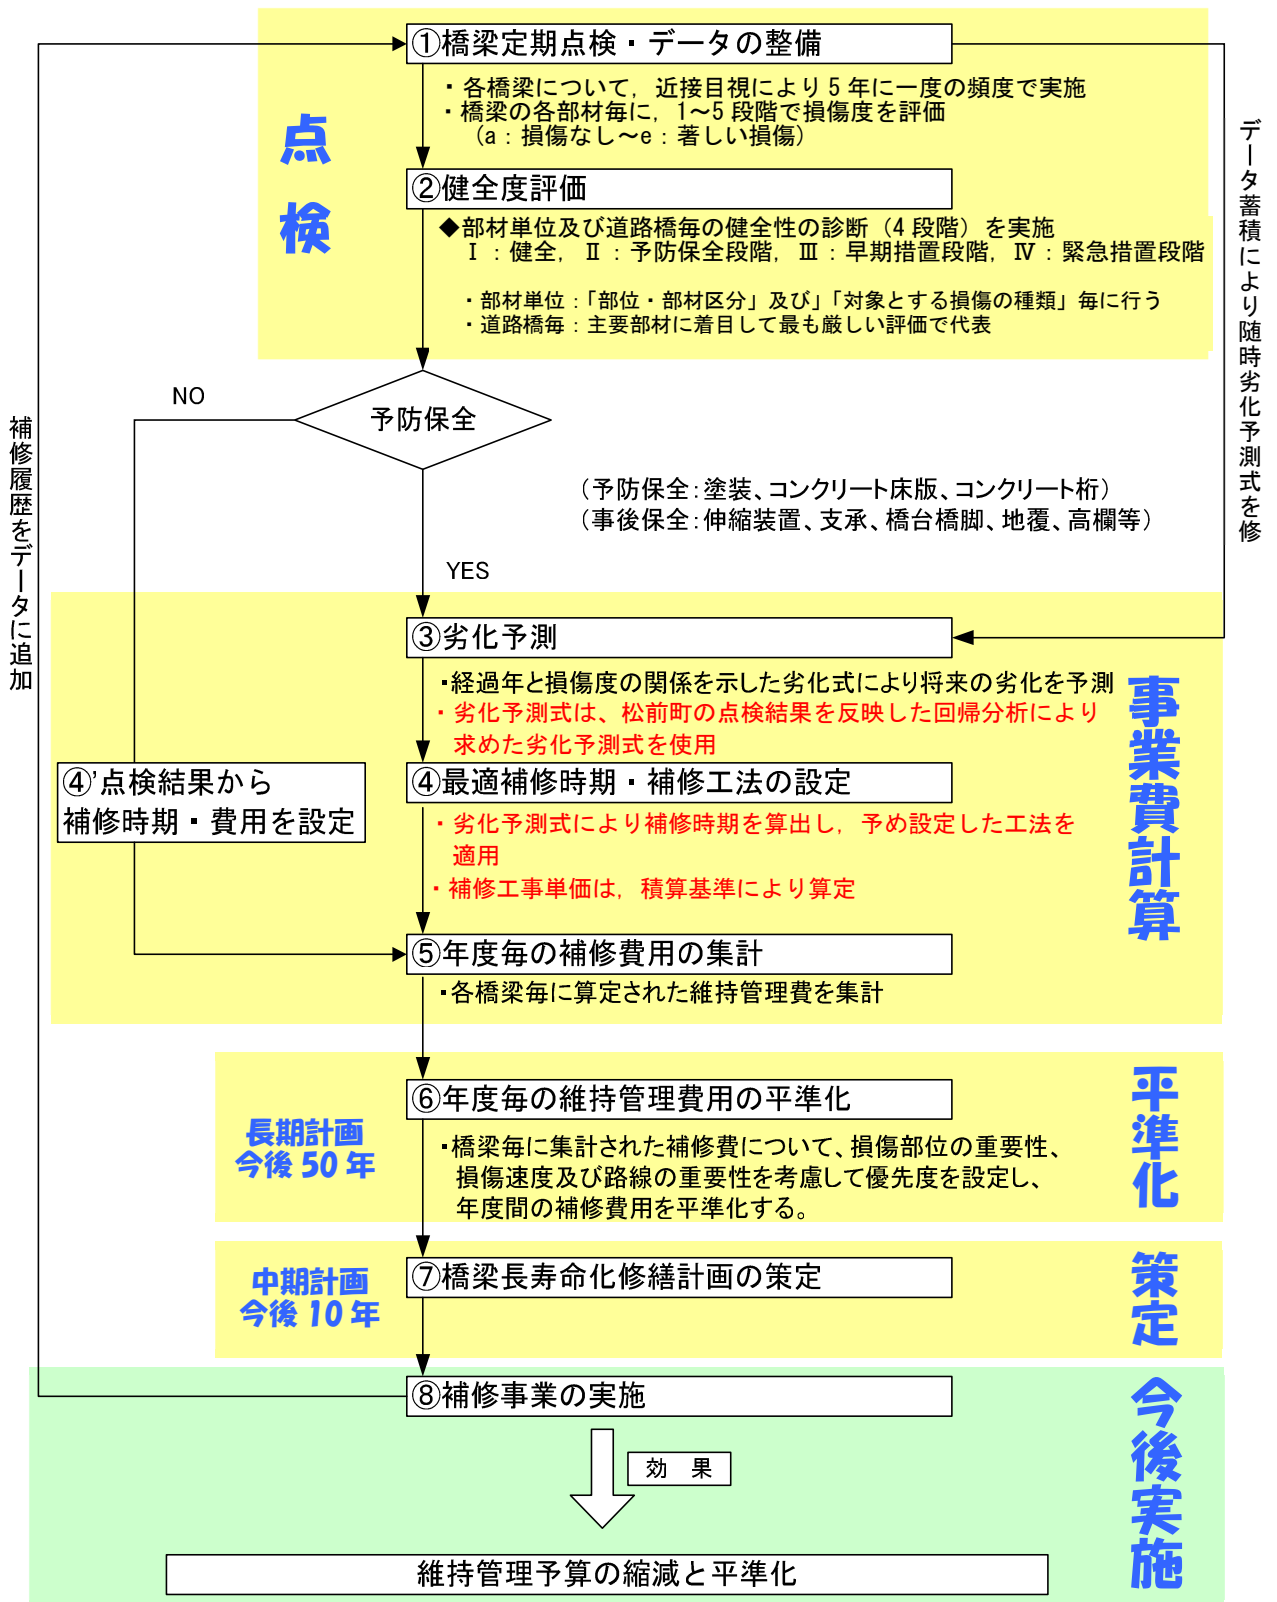 ①橋梁定期点検・データの整備
・各橋梁について，近接目視により5年に一度の頻度で実施
・橋梁の各部材毎に，1～5段階で損傷度を評価
（a：損傷なし～e：著しい損傷）
点検
②健全度評価
◆部材単位及び道路橋毎の健全性の診断（4段階）を実施
Ⅰ：健全，Ⅱ：予防保全段階，Ⅲ：早期措置段階，Ⅳ：緊急措置段階
・部材単位：「部位・部材区分」及び」「対象とする損傷の種類」毎に行う
・道路橋毎：主要部材に着目して最も厳しい評価で代表
データ蓄積により随時劣化予測式を修
補修履歴をデータに追加
NO
予防保全
（予防保全：塗装、コンクリート床版、コンクリート桁）
（事後保全：伸縮装置、支承、橋台橋脚、地覆、高欄等）
YES
③劣化予測
・経過年と損傷度の関係を示した劣化式により将来の劣化を予測
・劣化予測式は、松前町の点検結果を反映した回帰分析により
求めた劣化予測式を使用
事業費計算
④'点検結果から
補修時期・費用を設定
④最適補修時期・補修工法の設定
・劣化予測式により補修時期を算出し，予め設定した工法を
適用
・補修工事単価は，積算基準により算定
⑤年度毎の補修費用の集計
・各橋梁毎に算定された維持管理費を集計
⑥年度毎の維持管理費用の平準化
長期計画
今後50年
・橋梁毎に集計された補修費について、損傷部位の重要性、
損傷速度及び路線の重要性を考慮して優先度を設定し、
年度間の補修費用を平準化する。
平準化
⑦橋梁長寿命化修繕計画の策定
中期計画
今後10年
策定
⑧補修事業の実施
効　果
今後実施
維持管理予算の縮減と平準化